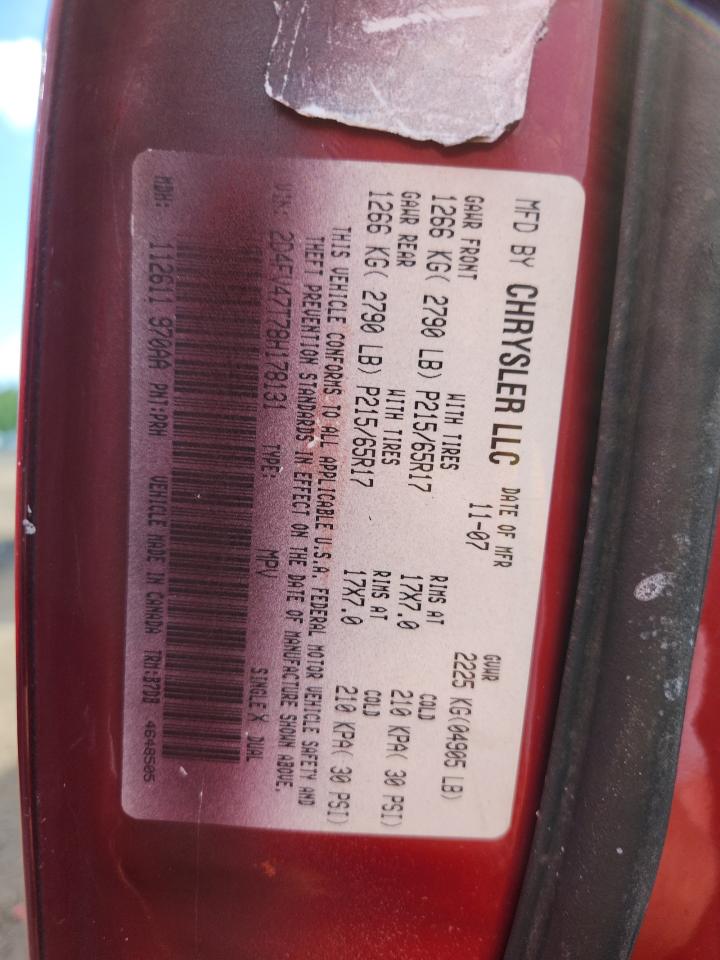 MFD BY CHRYSLER LLC DATE OF MFR GVWR
11-07 2225 KG(04905 LB)
GAWR FRONT WITH TIRES RIMS AT COLD
1266 KG( 2790 LB) P215/65R17 17X7.0 210 KPA( 30 PSI)
GAWR REAR WITH TIRES RIMS AT COLD
1266 KG( 2790 LB) P215/65R17 17X7.0 210 KPA( 30 PSI)
THIS VEHICLE CONFORMS TO ALL APPLICABLE U.S.A. FEDERAL MOTOR VEHICLE SAFETY AND
THEFT PREVENTION STANDARDS IN EFFECT ON THE DATE OF MANUFACTURE SHOWN ABOVE.
VIN: TYPE: MPV SINGLE X DUAL
MDH: 112611 970AA PNT:PRH VEHICLE MADE IN CANADA TRM:B7DB 4648505